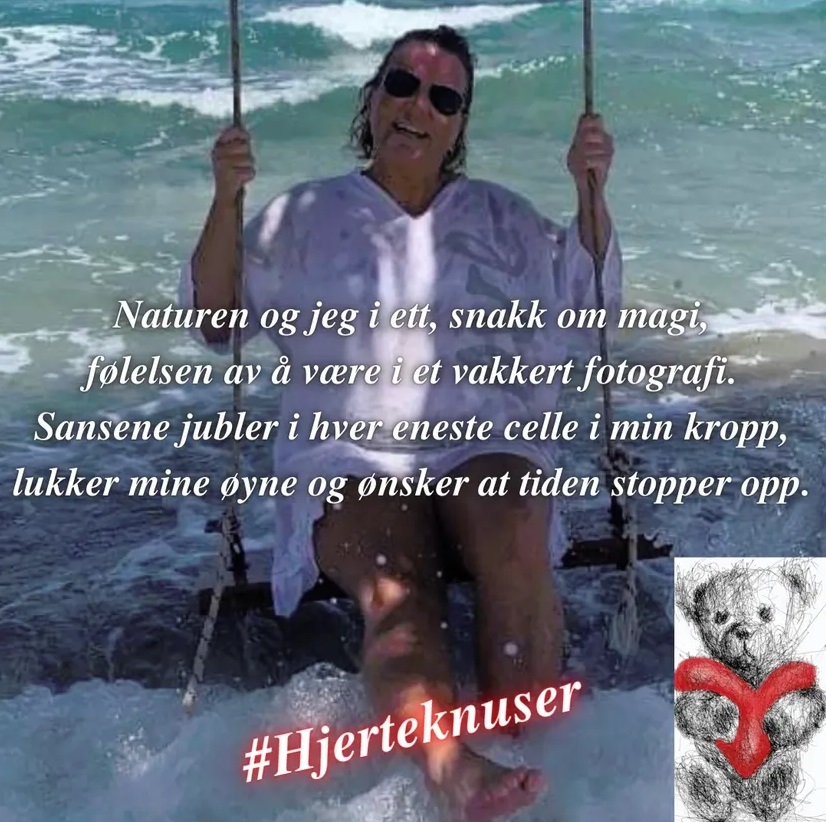 Naturen og jeg i ett, snakk om magi,
følelsen av å være i et vakkert fotografi.
Sansene jubler i hver eneste celle i min kropp,
lukker mine øyne og ønsker at tiden stopper opp.
#Hjerteknuser